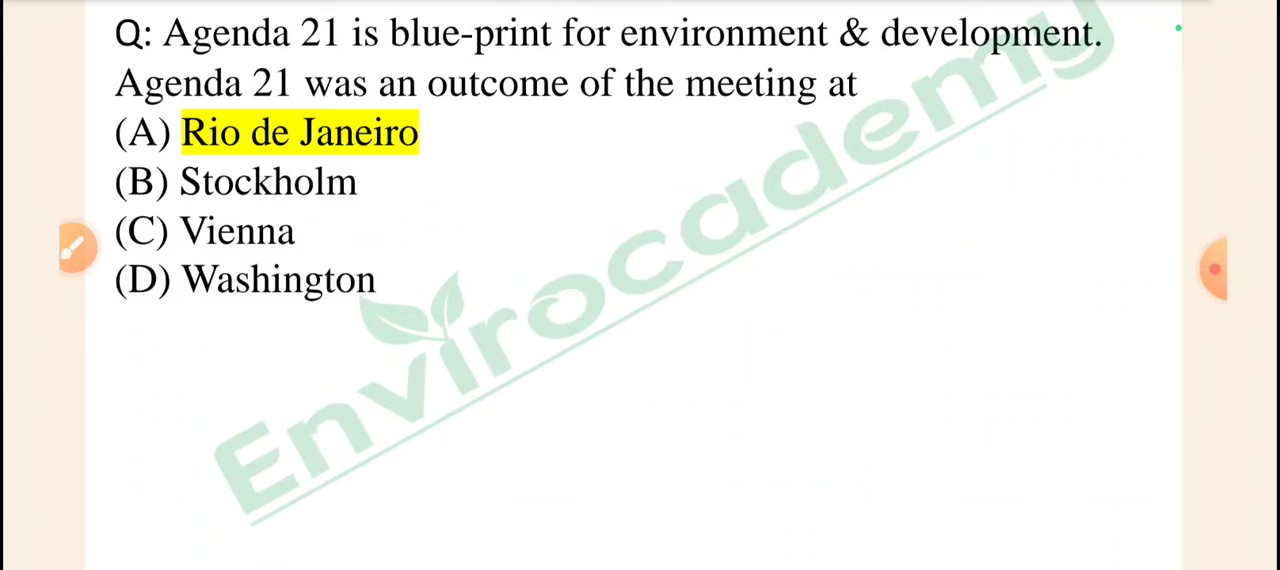 Q: Agenda 21 is blue-print for environment & development.
Agenda 21 was an outcome of the meeting at
(A) Rio de Janeiro
(B) Stockholm
(C) Vienna
(D) Washington
Envirocademy